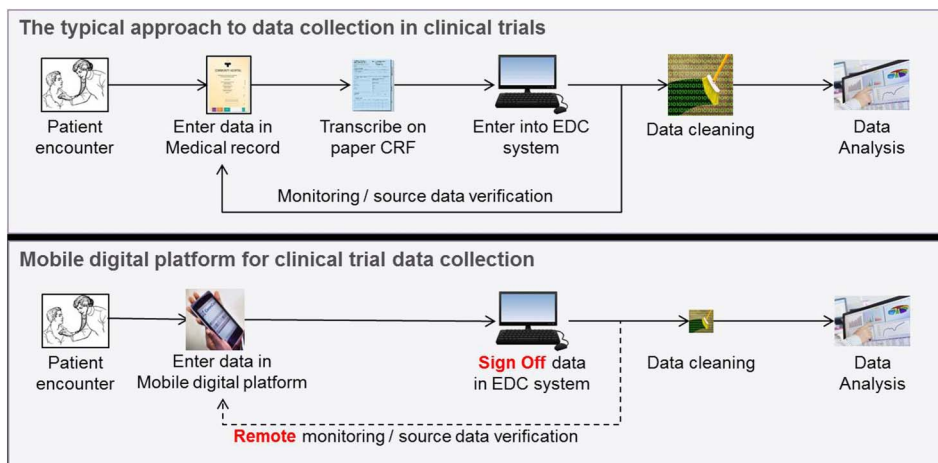 The typical approach to data collection in clinical trials
Patient
encounter
Enter data in
Medical record
Transcribe on
paper CRF
Enter into EDC
system
Data cleaning
Data
Analysis
Monitoring / source data verification
Mobile digital platform for clinical trial data collection
Patient
encounter
Enter data in
Mobile digital platform
Sign Off data
in EDC system
Data cleaning
Data
Analysis
Remote monitoring / source data verification